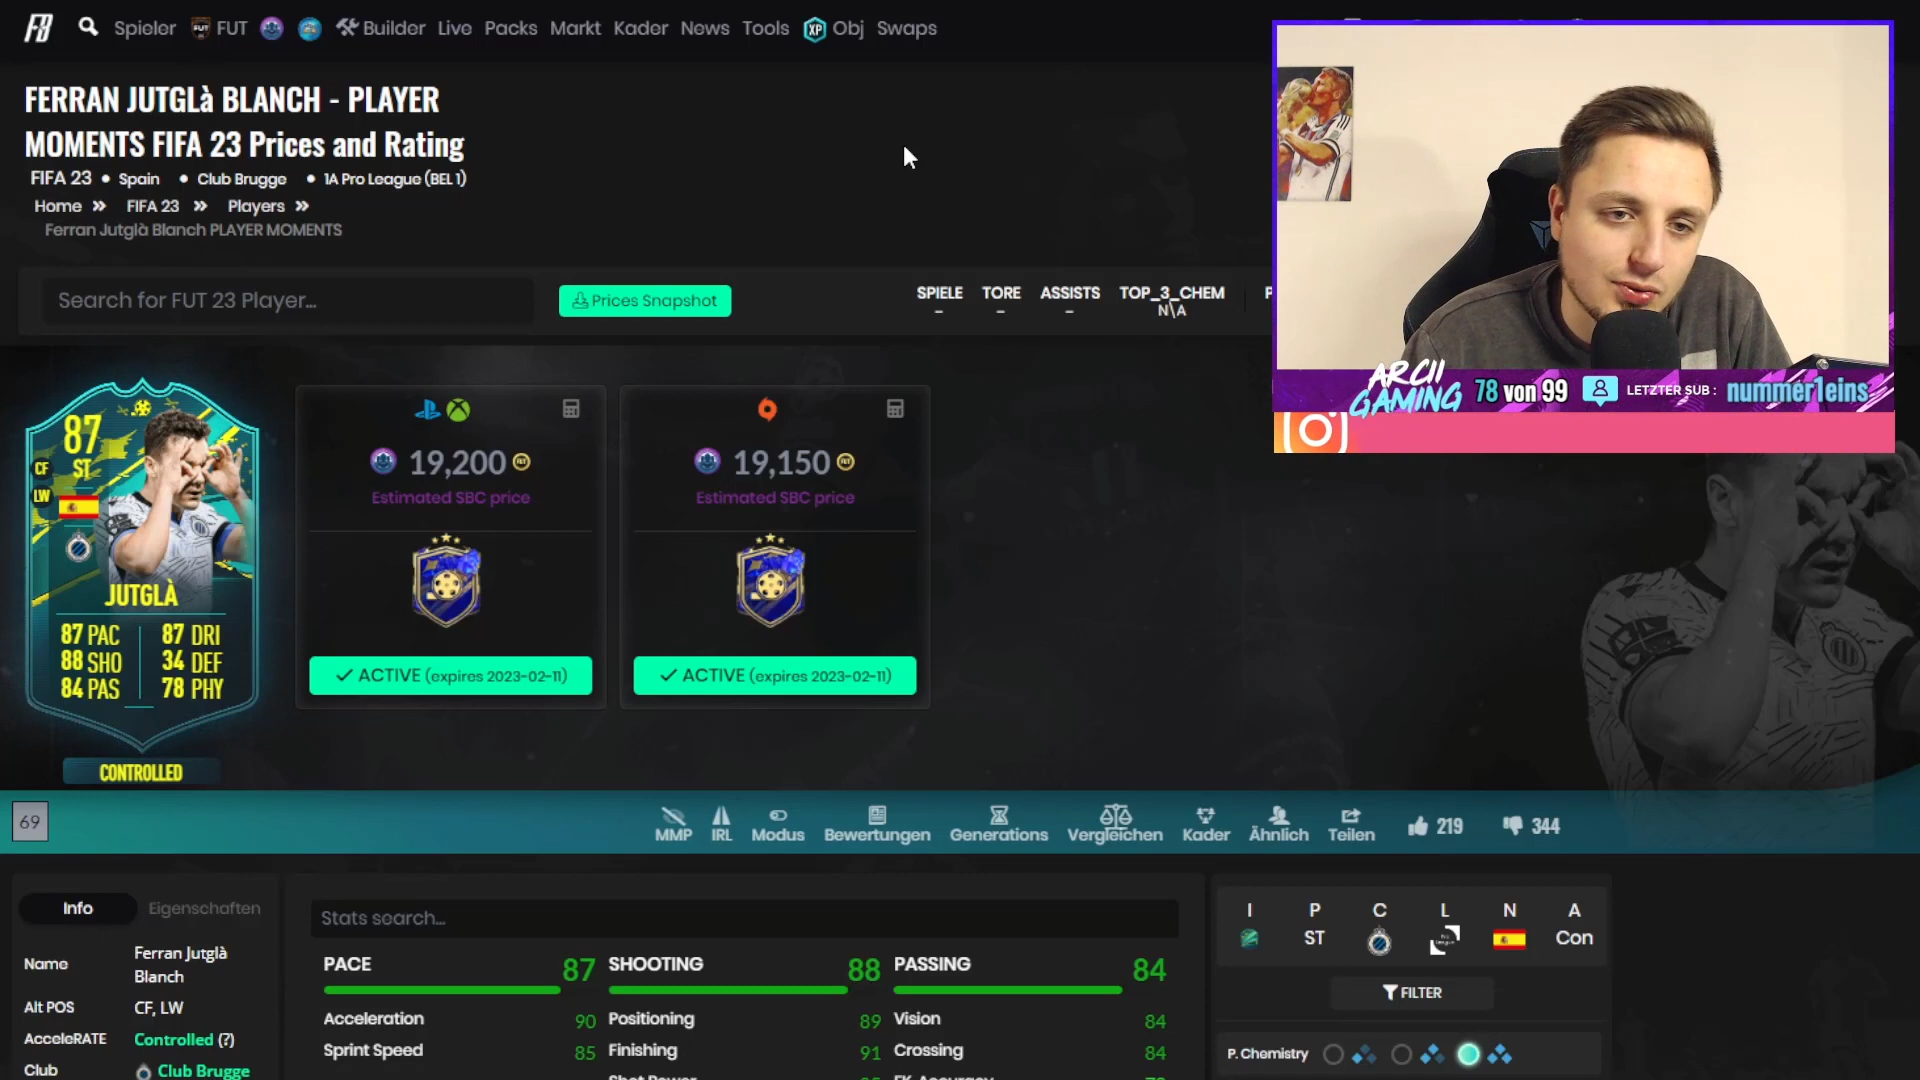 Spieler FUT Builder Live Packs Markt Kader News Tools XP Obj Swaps
FERRAN JUTGLà BLANCH - PLAYER
MOMENTS FIFA 23 Prices and Rating
FIFA 23 • Spain • Club Brugge • 1A Pro League (BEL 1)
Home » FIFA 23 » Players »
Ferran Jutglà Blanch PLAYER MOMENTS
Search for FUT 23 Player...
Prices Snapshot
SPIELE TORE ASSISTS TOP_3_CHEM
- - - N\A
ARCII
GAMING
78 von 99
LETZTER SUB :
nummer1eins
87
ST
CF
LW
JUTGLÀ
87 PAC 87 DRI
88 SHO 34 DEF
84 PAS 78 PHY
CONTROLLED
19,200
Estimated SBC price
ACTIVE (expires 2023-02-11)
19,150
Estimated SBC price
ACTIVE (expires 2023-02-11)
69
MMP IRL Modus Bewertungen Generations Vergleichen Kader Ähnlich Teilen 219 344
Info Eigenschaften
Name Ferran Jutglà
Blanch
Alt POS CF, LW
AcceleRATE Controlled (?)
Club Club Brugge
Stats search...
PACE 87
Acceleration 90
Sprint Speed 85
SHOOTING 88
Positioning 89
Finishing 91
Shot Power
PASSING 84
Vision 84
Crossing 84
FK. Accuracy
I P C L N A
ST Con
FILTER
P. Chemistry